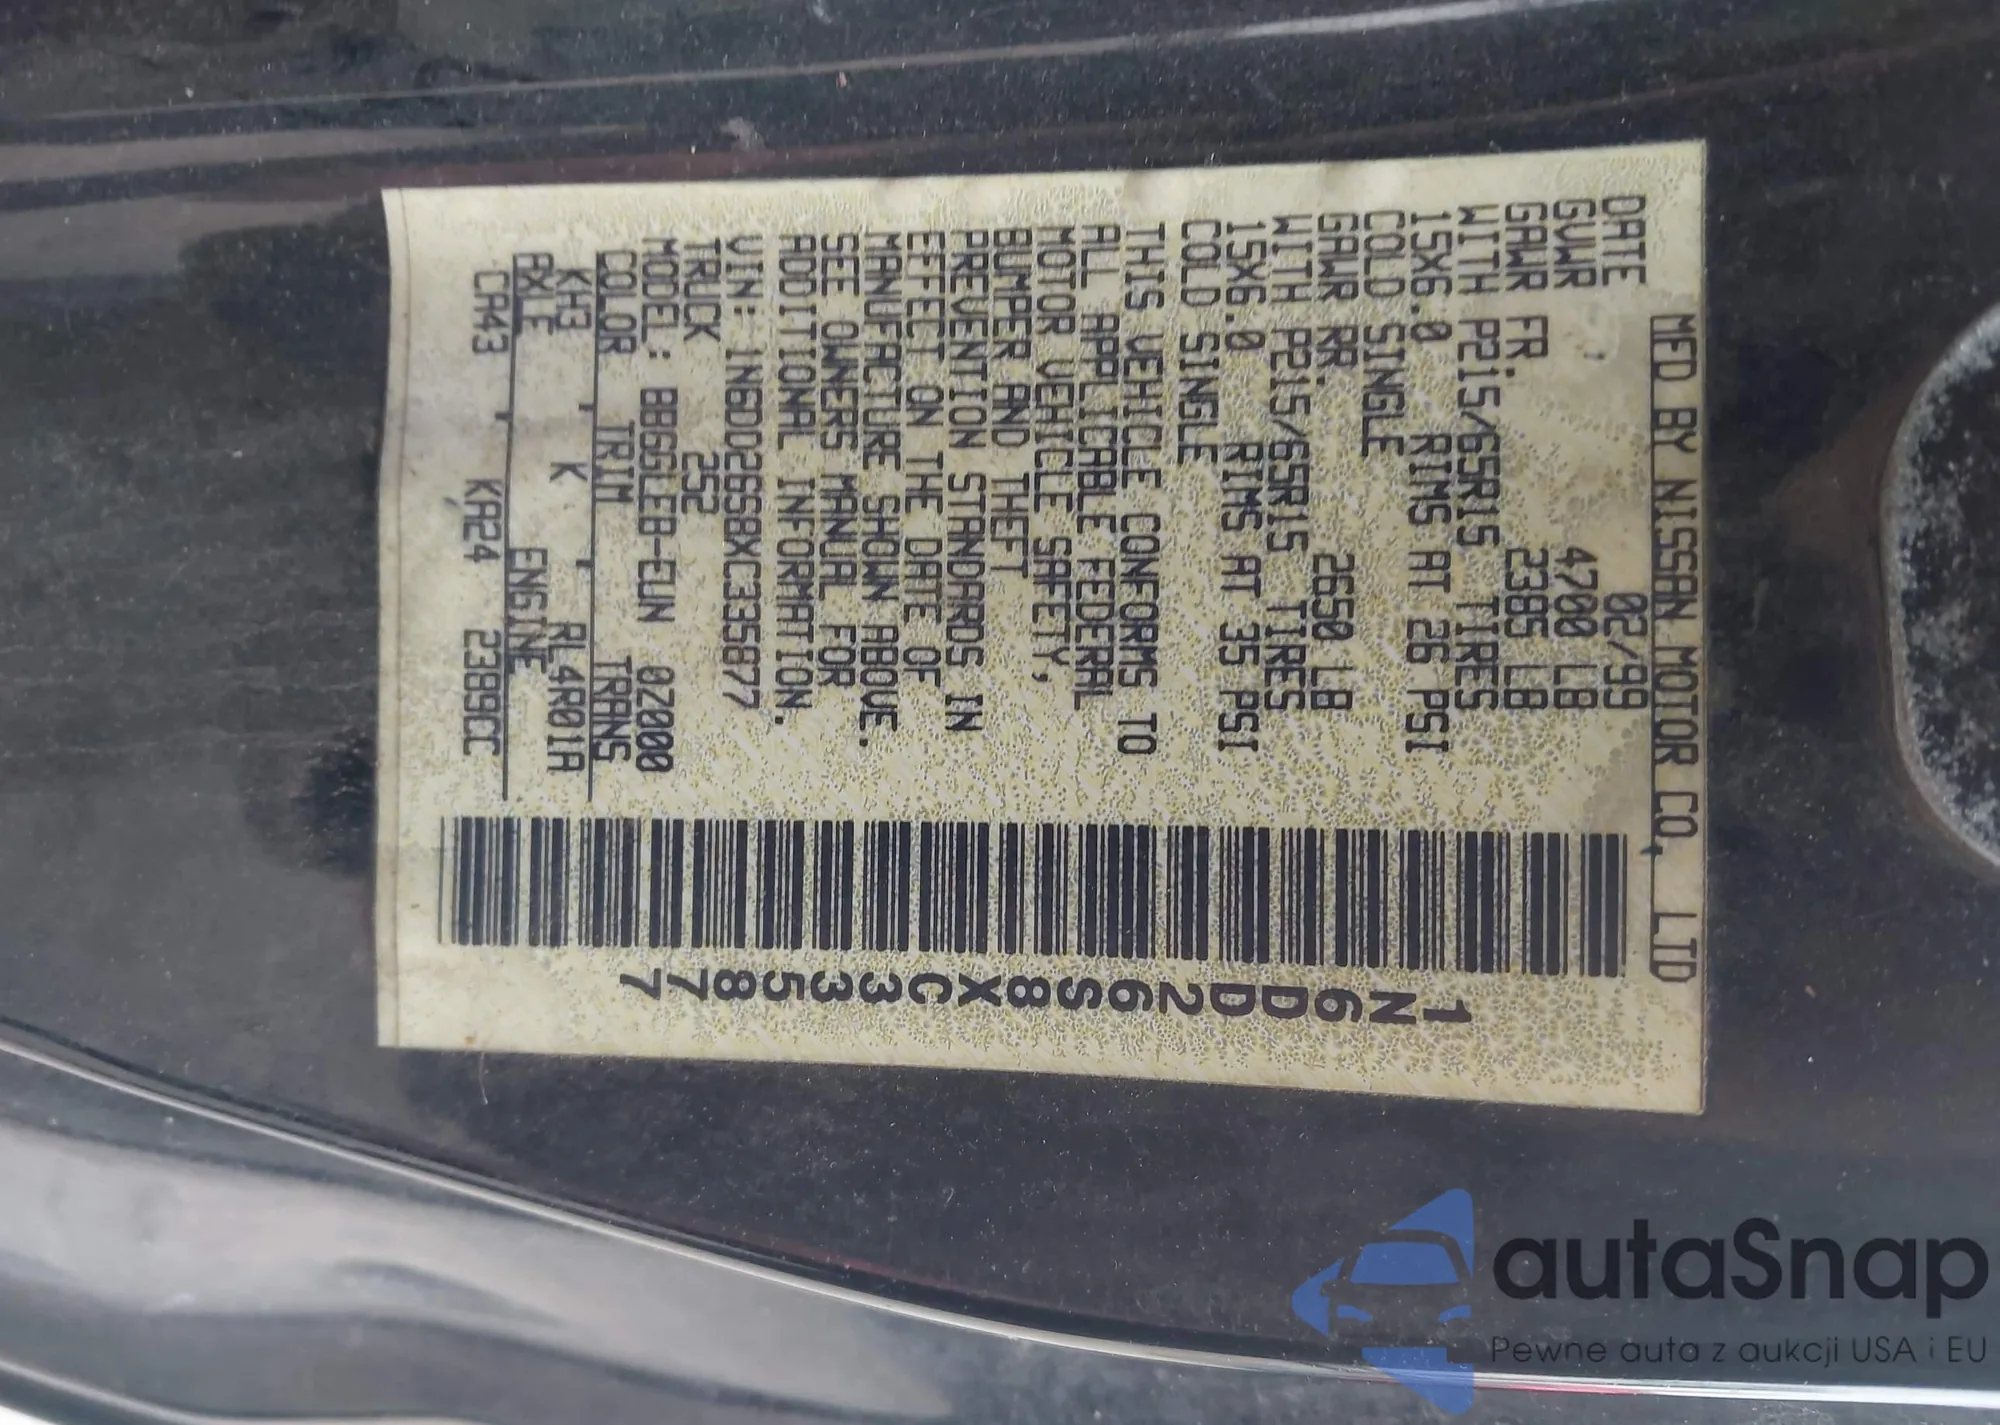 MFD BY NISSAN MOTOR CO., LTD
DATE 02/99
GVWR 4700 LB
GAWR FR: 2385 LB
WITH P215/65R15 TIRES
15X6.0 RIMS AT 26 PSI
COLD SINGLE
GAWR RR: 2650 LB
WITH P215/65R15 TIRES
15X6.0 RIMS AT 35 PSI
COLD SINGLE
THIS VEHICLE CONFORMS TO
ALL APPLICABLE FEDERAL
MOTOR VEHICLE SAFETY,
BUMPER AND THEFT
PREVENTION STANDARDS IN
EFFECT ON THE DATE OF
MANUFACTURE SHOWN ABOVE.
SEE OWNERS MANUAL FOR
ADDITIONAL INFORMATION.
VIN: 1N6DD26S8XC335877
TRUCK 252
MODEL: BB6GLEB-EUN 0Z000
COLOR TRIM TRANS
KH3 K RL4R01A
AXLE ENGINE
CA43 KA24 2389CC
1N6DD26S8XC335877
autaSnap
Pewne auta z aukcji USA i EU